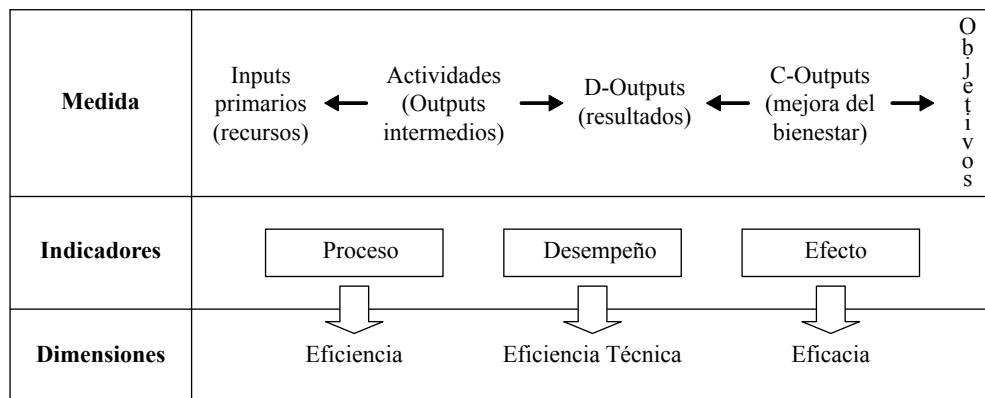 Medida
Inputs
primarios
(recursos)
Actividades
(Outputs
intermedios)
D-Outputs
(resultados)
C-Outputs
(mejora del
bienestar)
Objetivos
Indicadores
Proceso
Desempeño
Efecto
Dimensiones
Eficiencia
Eficiencia Técnica
Eficacia